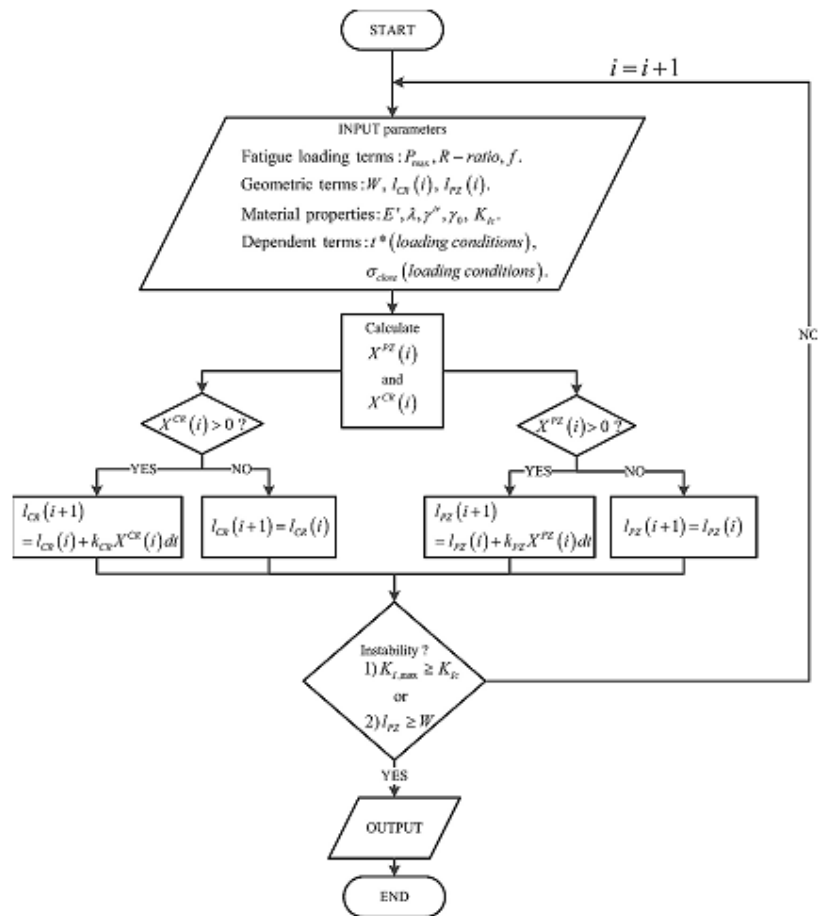 START
i = i + 1
INPUT parameters
Fatigue loading terms : P_max, R − ratio, f.
Geometric terms : W, l_CR(i), l_PZ(i).
Material properties : E', λ, γ^tr, γ_0, K_Ic.
Dependent terms : t*(loading conditions),
σ_close(loading conditions).
Calculate
X^PZ(i)
and
X^CR(i)
NO
X^CR(i) > 0 ?
X^PZ(i) > 0 ?
YES
NO
YES
NO
l_CR(i+1)
= l_CR(i) + k_CR X^CR(i)dt
l_CR(i+1) = l_CR(i)
l_PZ(i+1)
= l_PZ(i) + k_PZ X^PZ(i)dt
l_PZ(i+1) = l_PZ(i)
Instability ?
1) K_I,max ≥ K_Ic
or
2) l_PZ ≥ W
YES
OUTPUT
END